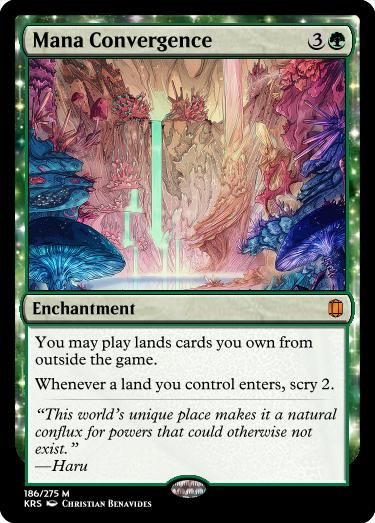 Mana Convergence 3
Enchantment
You may play lands cards you own from
outside the game.
Whenever a land you control enters, scry 2.
“This world’s unique place makes it a natural
conflux for powers that could otherwise not
exist.”
—Haru
186/275 M
KRS Christian Benavides